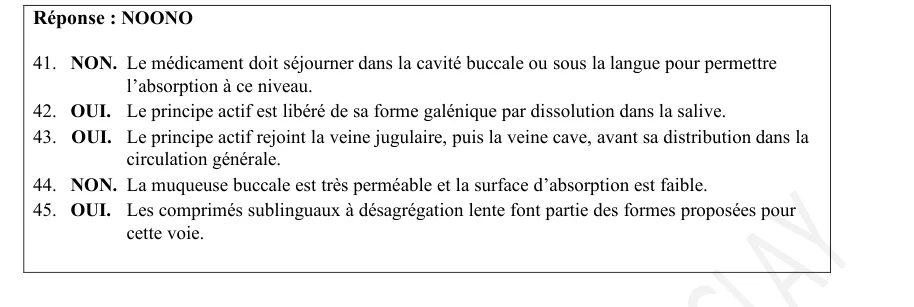 Réponse : NOONO
41. NON. Le médicament doit séjourner dans la cavité buccale ou sous la langue pour permettre
l’absorption à ce niveau.
42. OUI. Le principe actif est libéré de sa forme galénique par dissolution dans la salive.
43. OUI. Le principe actif rejoint la veine jugulaire, puis la veine cave, avant sa distribution dans la
circulation générale.
44. NON. La muqueuse buccale est très perméable et la surface d’absorption est faible.
45. OUI. Les comprimés sublinguaux à désagrégation lente font partie des formes proposées pour
cette voie.
LAY